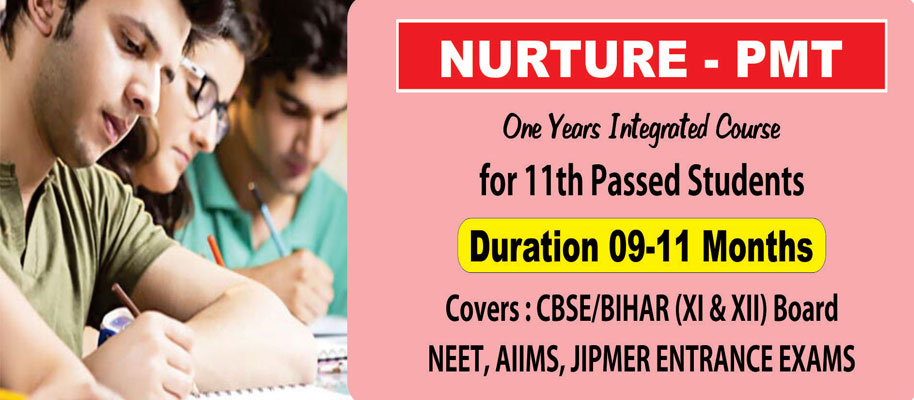 NURTURE - PMT
One Years Integrated Course
for 11th Passed Students
Duration 09-11 Months
Covers : CBSE/BIHAR (XI & XII) Board
NEET, AIIMS, JIPMER ENTRANCE EXAMS